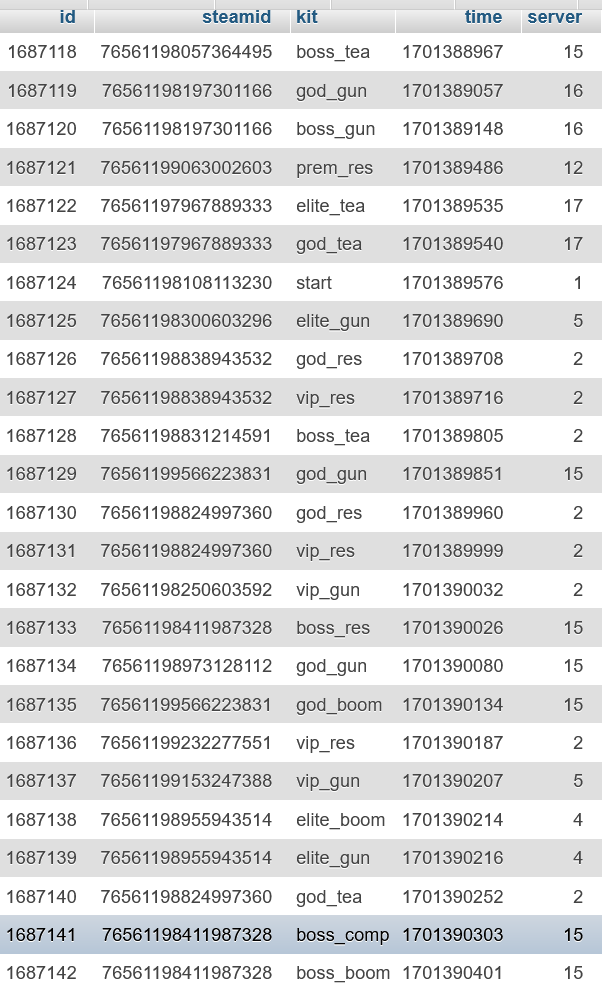 id steamid kit time server
1687118 76561198057364495 boss_tea 1701388967 15
1687119 76561198197301166 god_gun 1701389057 16
1687120 76561198197301166 boss_gun 1701389148 16
1687121 76561199063002603 prem_res 1701389486 12
1687122 76561197967889333 elite_tea 1701389535 17
1687123 76561197967889333 god_tea 1701389540 17
1687124 76561198108113230 start 1701389576 1
1687125 76561198300603296 elite_gun 1701389690 5
1687126 76561198838943532 god_res 1701389708 2
1687127 76561198838943532 vip_res 1701389716 2
1687128 76561198831214591 boss_tea 1701389805 2
1687129 76561199566223831 god_gun 1701389851 15
1687130 76561198824997360 god_res 1701389960 2
1687131 76561198824997360 vip_res 1701389999 2
1687132 76561198250603592 vip_gun 1701390032 2
1687133 76561198411987328 boss_res 1701390026 15
1687134 76561198973128112 god_gun 1701390080 15
1687135 76561199566223831 god_boom 1701390134 15
1687136 76561199232277551 vip_res 1701390187 2
1687137 76561199153247388 vip_gun 1701390207 5
1687138 76561198955943514 elite_boom 1701390214 4
1687139 76561198955943514 elite_gun 1701390216 4
1687140 76561198824997360 god_tea 1701390252 2
1687141 76561198411987328 boss_comp 1701390303 15
1687142 76561198411987328 boss_boom 1701390401 15